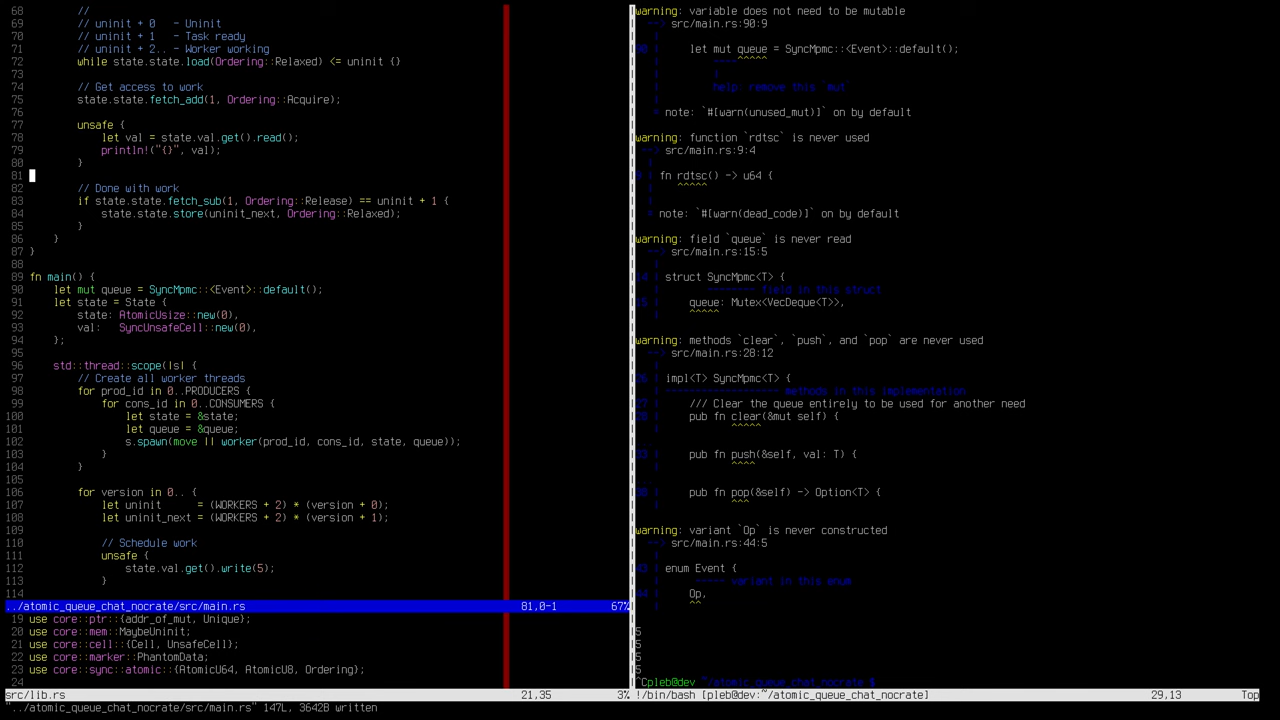 68         //
69         // uninit + 0   - Uninit
70         // uninit + 1   - Task ready
71         // uninit + 2.. - Worker working
72         while state.state.load(Ordering::Relaxed) <= uninit {}
73
74         // Get access to work
75         state.state.fetch_add(1, Ordering::Acquire);
76
77         unsafe {
78             let val = state.val.get().read();
79             println!("{}", val);
80         }
81
82         // Done with work
83         if state.state.fetch_sub(1, Ordering::Release) == uninit + 1 {
84             state.state.store(uninit_next, Ordering::Relaxed);
85         }
86     }
87 }
88
89 fn main() {
90     let mut queue = SyncMpmc::<Event>::default();
91     let state = State {
92         state: AtomicUsize::new(0),
93         val:   SyncUnsafeCell::new(0),
94     };
95
96     std::thread::scope(|s| {
97         // Create all worker threads
98         for prod_id in 0..PRODUCERS {
99             for cons_id in 0..CONSUMERS {
100                 let state = &state;
101                 let queue = &queue;
102                 s.spawn(move || worker(prod_id, cons_id, state, queue));
103             }
104         }
105
106         for version in 0.. {
107             let uninit      = (WORKERS + 2) * (version + 0);
108             let uninit_next = (WORKERS + 2) * (version + 1);
109
110             // Schedule work
111             unsafe {
112                 state.val.get().write(5);
113             }
114
../atomic_queue_chat_nocrate/src/main.rs 81,0-1 67%
19 use core::ptr::{addr_of_mut, Unique};
20 use core::mem::MaybeUninit;
21 use core::cell::{Cell, UnsafeCell};
22 use core::marker::PhantomData;
23 use core::sync::atomic::{AtomicU64, AtomicU8, Ordering};
24
src/lib.rs 21,35 3%
"../atomic_queue_chat_nocrate/src/main.rs" 147L, 3642B written
warning: variable does not need to be mutable
--> src/main.rs:90:9
|
90 |     let mut queue = SyncMpmc::<Event>::default();
|         ----^^^^^
|         |
|         help: remove this `mut`
|
= note: `#[warn(unused_mut)]` on by default
warning: function `rdtsc` is never used
--> src/main.rs:9:4
|
9 | fn rdtsc() -> u64 {
|    ^^^^^
|
= note: `#[warn(dead_code)]` on by default
warning: field `queue` is never read
--> src/main.rs:15:5
|
14 | struct SyncMpmc<T> {
|        -------- field in this struct
15 |     queue: Mutex<VecDeque<T>>,
|     ^^^^^
warning: methods `clear`, `push`, and `pop` are never used
--> src/main.rs:28:12
|
26 | impl<T> SyncMpmc<T> {
| ------------------- methods in this implementation
27 |     /// Clear the queue entirely to be used for another need
28 |     pub fn clear(&mut self) {
|            ^^^^^
pub fn push(&self, val: T) {
|            ^^^^
pub fn pop(&self) -> Option<T> {
|            ^^^
warning: variant `Op` is never constructed
--> src/main.rs:44:5
|
43 | enum Event {
|      ----- variant in this enum
44 |     Op,
|     ^^
5
5
5
5
^Cpleb@dev ~/atomic_queue_chat_nocrate $
!/bin/bash [pleb@dev:~/atomic_queue_chat_nocrate] 29,13 Top